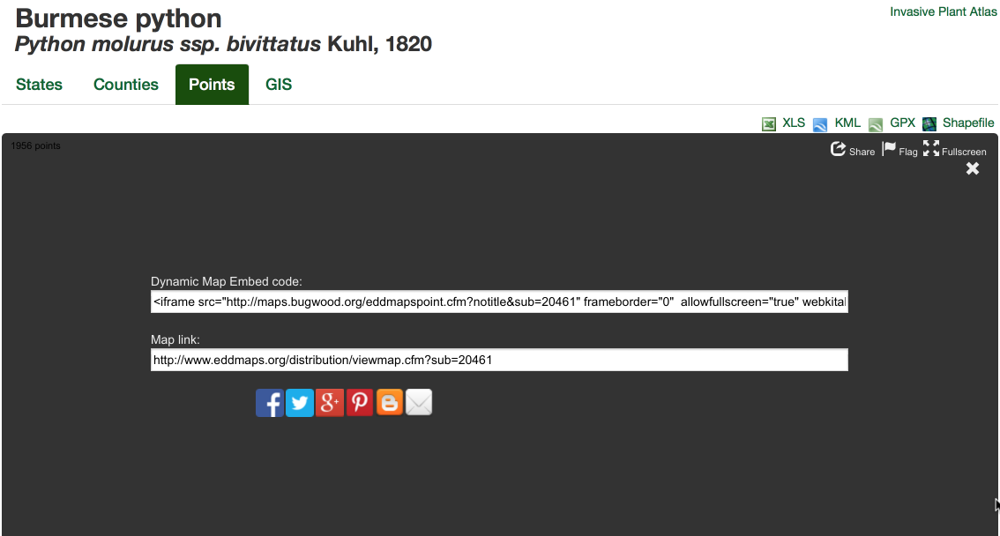 Burmese python
Invasive Plant Atlas
Python molurus ssp. bivittatus Kuhl, 1820
States Counties Points GIS
XLS KML GPX Shapefile
1956 points
Share Flag Fullscreen
Dynamic Map Embed code:
<iframe src="http://maps.bugwood.org/eddmapspoint.cfm?notitle&sub=20461" frameborder="0"  allowfullscreen="true" webkital
Map link:
http://www.eddmaps.org/distribution/viewmap.cfm?sub=20461